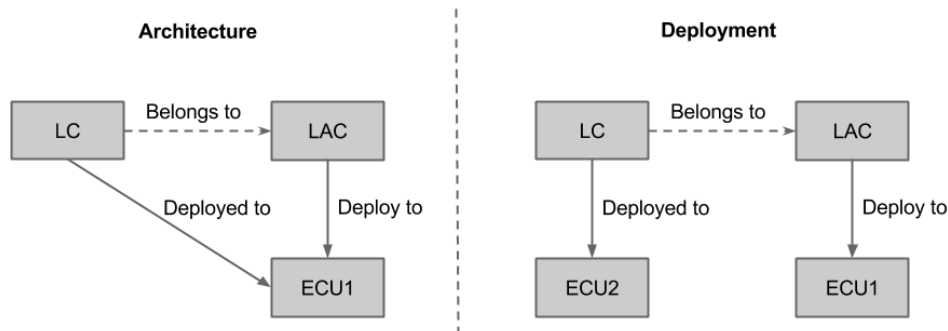 Architecture
Deployment
LC
Belongs to
LAC
LC
Belongs to
LAC
Deployed to
Deploy to
Deployed to
Deploy to
ECU1
ECU2
ECU1